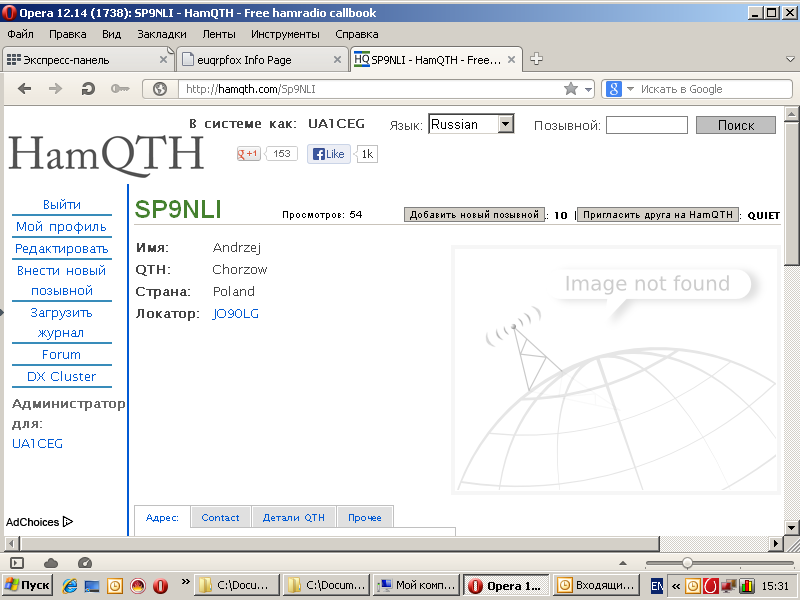 Opera 12.14 (1738): SP9NLI - HamQTH - Free hamradio callbook
Файл Правка Вид Закладки Ленты Инструменты Справка
Экспресс-панель euqrpfox Info Page HQ SP9NLI - HamQTH - Free...
http://hamqth.com/Sp9NLI 8 Искать в Google
В системе как: UA1CEG Язык: Russian Позывной: Поиск
HamQTH
g +1 153 f Like 1k
Выйти
Мой профиль
Редактировать
Внести новый
позывной
Загрузить
журнал
Forum
DX Cluster
Администратор
для:
UA1CEG
AdChoices
SP9NLI Просмотров: 54 Добавить новый позывной : 10 | Пригласить друга на HamQTH : QUIET
Имя: Andrzej
QTH: Chorzow
Страна: Poland
Локатор: JO90LG
Image not found
Адрес: Contact Детали QTH Прочее
Пуск » C:\Docum... C:\Docum... Мой комп... Opera 1... Входящи... EN « 15:31